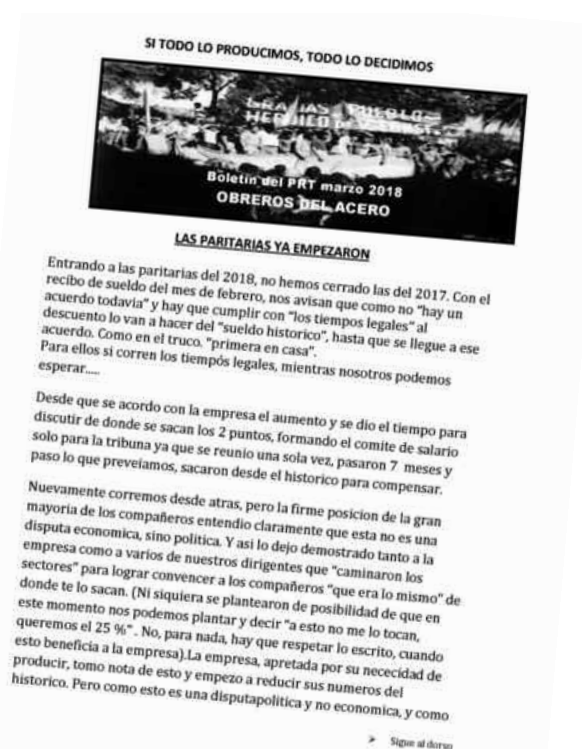 SI TODO LO PRODUCIMOS, TODO LO DECIDIMOS
GRACIAS PUEBLO
HEROICO
Boletin del PRT marzo 2018
OBREROS DEL ACERO
LAS PARITARIAS YA EMPEZARON
Entrando a las paritarias del 2018, no hemos cerrado las del 2017. Con el
recibo de sueldo del mes de febrero, nos avisan que como no "hay un
acuerdo todavia" y hay que cumplir con "los tiempos legales" al
descuento lo van a hacer del "sueldo historico", hasta que se llegue a ese
acuerdo. Como en el truco. "primera en casa".
Para ellos si corren los tiempós legales, mientras nosotros podemos
esperar.....
Desde que se acordo con la empresa el aumento y se dio el tiempo para
discutir de donde se sacan los 2 puntos, formando el comite de salario
solo para la tribuna ya que se reunio una sola vez, pasaron 7 meses y
paso lo que preveíamos, sacaron desde el historico para compensar.
Nuevamente corremos desde atras, pero la firme posicion de la gran
mayoria de los compañeros entendio claramente que esta no es una
disputa economica, sino politica. Y asi lo dejo demostrado tanto a la
empresa como a varios de nuestros dirigentes que "caminaron los
sectores" para lograr convencer a los compañeros "que era lo mismo" de
donde te lo sacan. (Ni siquiera se plantearon de posibilidad de que en
este momento nos podemos plantar y decir "a esto no me lo tocan,
queremos el 25 %" . No, para nada, hay que respetar lo escrito, cuando
esto beneficia a la empresa).La empresa, apretada por su nececidad de
producir, tomo nota de esto y empezo a reducir sus numeros del
historico. Pero como esto es una disputapolitica y no economica, y como
➢ Sigue al dorso